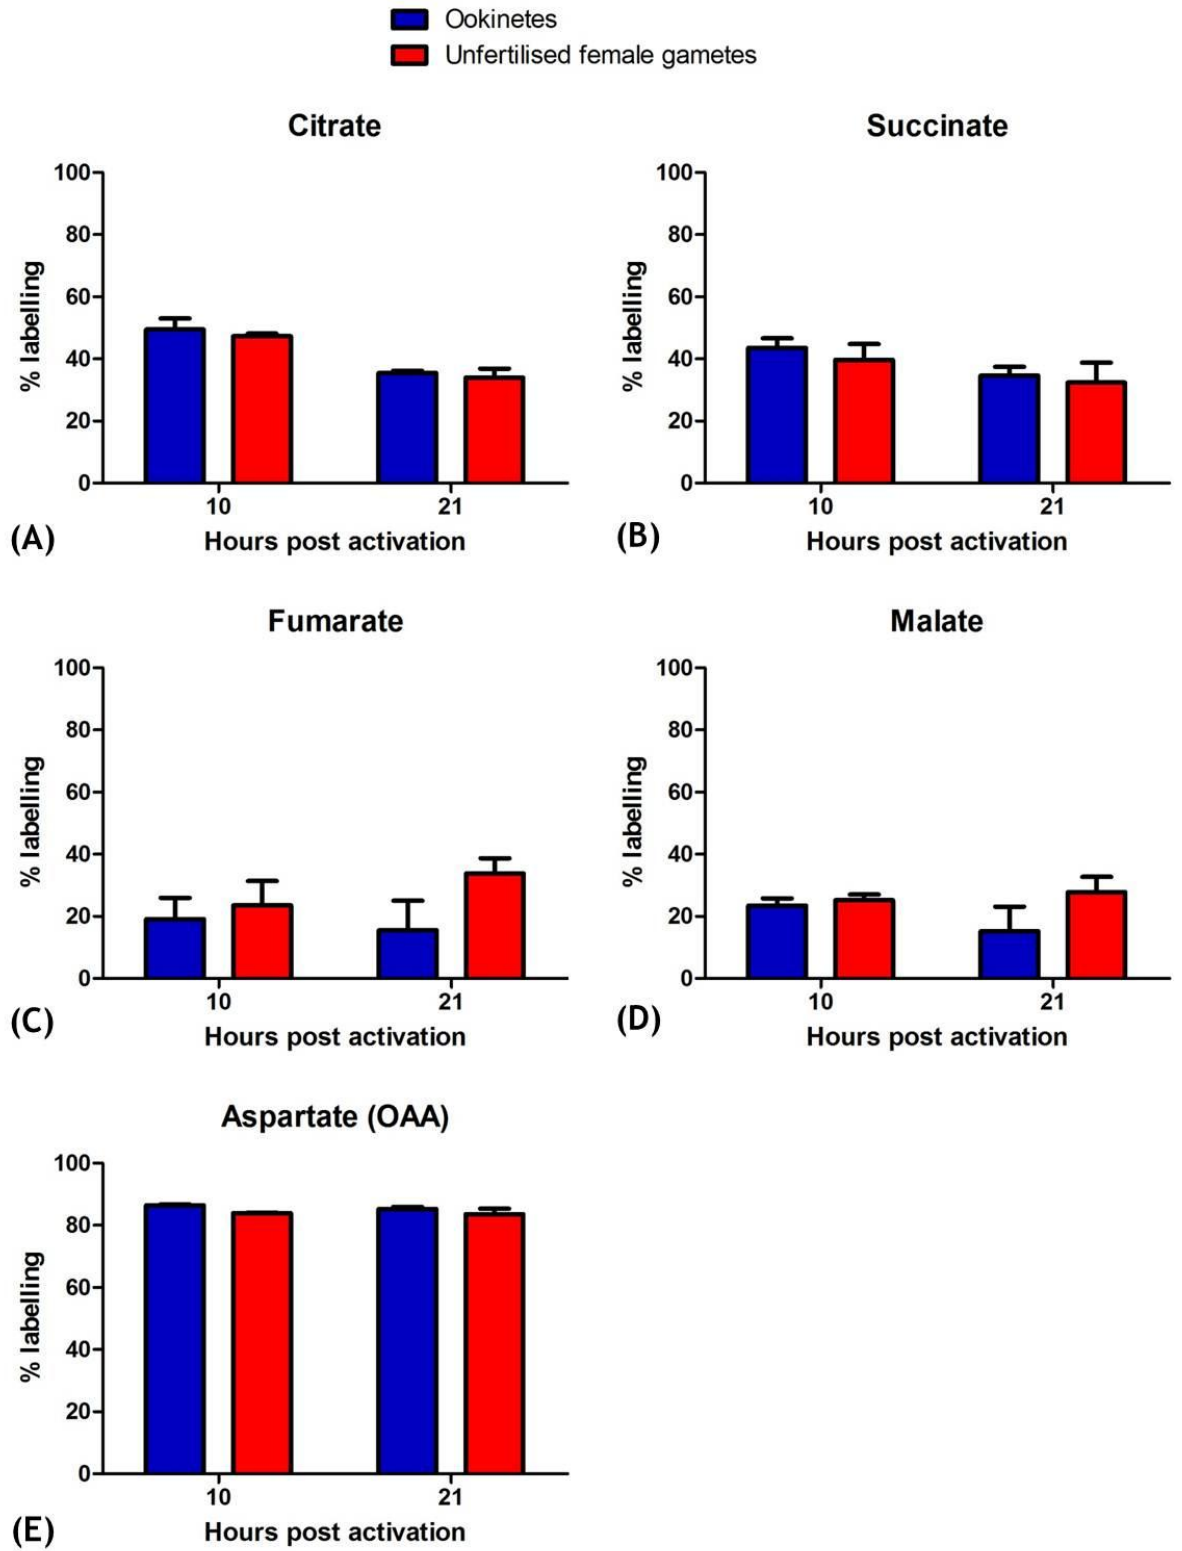 Ookinetes
Unfertilised female gametes
Citrate
100
80
60
40
20
0
% labelling
10 21
Hours post activation
(A)
Succinate
100
80
60
40
20
0
% labelling
10 21
Hours post activation
(B)
Fumarate
100
80
60
40
20
0
% labelling
10 21
Hours post activation
(C)
Malate
100
80
60
40
20
0
% labelling
10 21
Hours post activation
(D)
Aspartate (OAA)
100
80
60
40
20
0
% labelling
10 21
Hours post activation
(E)